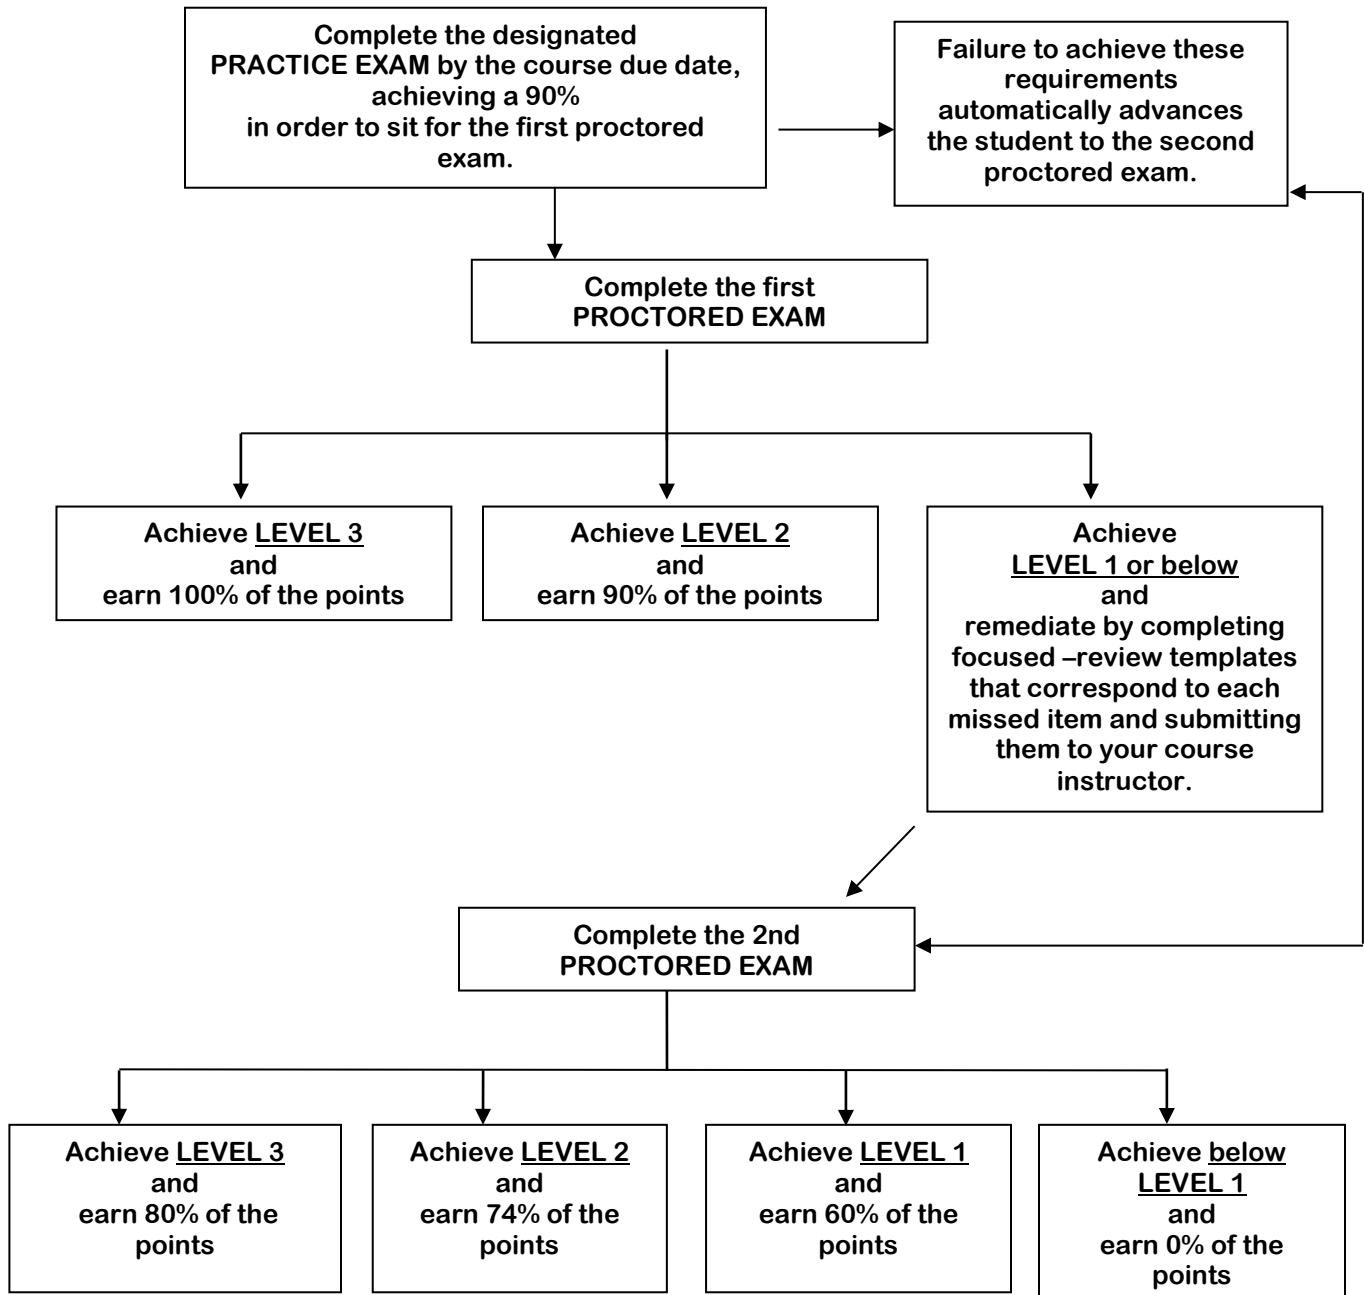 Complete the designated
PRACTICE EXAM by the course due date,
achieving a 90%
in order to sit for the first proctored
exam.
Failure to achieve these
requirements
automatically advances
the student to the second
proctored exam.
Complete the first
PROCTORED EXAM
Achieve LEVEL 3
and
earn 100% of the points
Achieve LEVEL 2
and
earn 90% of the points
Achieve
LEVEL 1 or below
and
remediate by completing
focused –review templates
that correspond to each
missed item and submitting
them to your course
instructor.
Complete the 2nd
PROCTORED EXAM
Achieve LEVEL 3
and
earn 80% of the
points
Achieve LEVEL 2
and
earn 74% of the
points
Achieve LEVEL 1
and
earn 60% of the
points
Achieve below
LEVEL 1
and
earn 0% of the
points